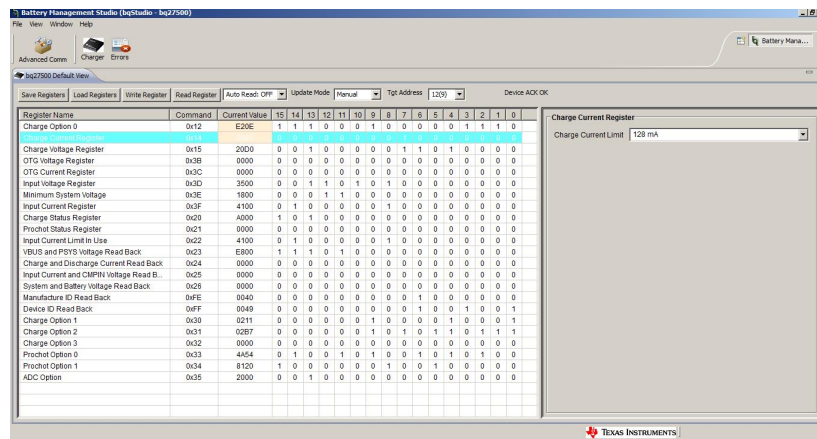 Battery Management Studio (bqStudio - bq27500)
File View Window Help
Advanced Comm Charger Errors
Battery Mana...
bq27500 Default View
Save Registers Load Registers Write Register Read Register Auto Read: OFF Update Mode Manual Tgt Address 12(9) Device ACK OK
Register Name Command Current Value 15 14 13 12 11 10 9 8 7 6 5 4 3 2 1 0
Charge Option 0 0x12 E20E 1 1 1 0 0 0 1 0 0 0 0 0 1 1 1 0
Charge Current Register 0x14
Charge Voltage Register 0x15 20D0 0 0 1 0 0 0 0 0 1 1 0 1 0 0 0 0
OTG Voltage Register 0x3B 0000 0 0 0 0 0 0 0 0 0 0 0 0 0 0 0 0
OTG Current Register 0x3C 0000 0 0 0 0 0 0 0 0 0 0 0 0 0 0 0 0
Input Voltage Register 0x3D 3500 0 0 1 1 0 1 0 1 0 0 0 0 0 0 0 0
Minimum System Voltage 0x3E 1800 0 0 0 1 1 0 0 0 0 0 0 0 0 0 0 0
Input Current Register 0x3F 4100 0 1 0 0 0 0 0 1 0 0 0 0 0 0 0 0
Charge Status Register 0x20 A000 1 0 1 0 0 0 0 0 0 0 0 0 0 0 0 0
Prochot Status Register 0x21 0000 0 0 0 0 0 0 0 0 0 0 0 0 0 0 0 0
Input Current Limit In Use 0x22 4100 0 1 0 0 0 0 0 1 0 0 0 0 0 0 0 0
VBUS and PSYS Voltage Read Back 0x23 E800 1 1 1 0 1 0 0 0 0 0 0 0 0 0 0 0
Charge and Discharge Current Read Back 0x24 0000 0 0 0 0 0 0 0 0 0 0 0 0 0 0 0 0
Input Current and CMPIN Voltage Read B... 0x25 0000 0 0 0 0 0 0 0 0 0 0 0 0 0 0 0 0
System and Battery Voltage Read Back 0x26 0000 0 0 0 0 0 0 0 0 0 0 0 0 0 0 0 0
Manufacture ID Read Back 0xFE 0040 0 0 0 0 0 0 0 0 0 1 0 0 0 0 0 0
Device ID Read Back 0xFF 0049 0 0 0 0 0 0 0 0 0 1 0 0 1 0 0 1
Charge Option 1 0x30 0211 0 0 0 0 0 0 1 0 0 0 0 1 0 0 0 1
Charge Option 2 0x31 02B7 0 0 0 0 0 0 1 0 1 0 1 1 0 1 1 1
Charge Option 3 0x32 0000 0 0 0 0 0 0 0 0 0 0 0 0 0 0 0 0
Prochot Option 0 0x33 4A54 0 1 0 0 1 0 1 0 0 1 0 1 0 1 0 0
Prochot Option 1 0x34 8120 1 0 0 0 0 0 0 1 0 0 1 0 0 0 0 0
ADC Option 0x35 2000 0 0 1 0 0 0 0 0 0 0 0 0 0 0 0 0
Charge Current Register
Charge Current Limit 128 mA
TEXAS INSTRUMENTS